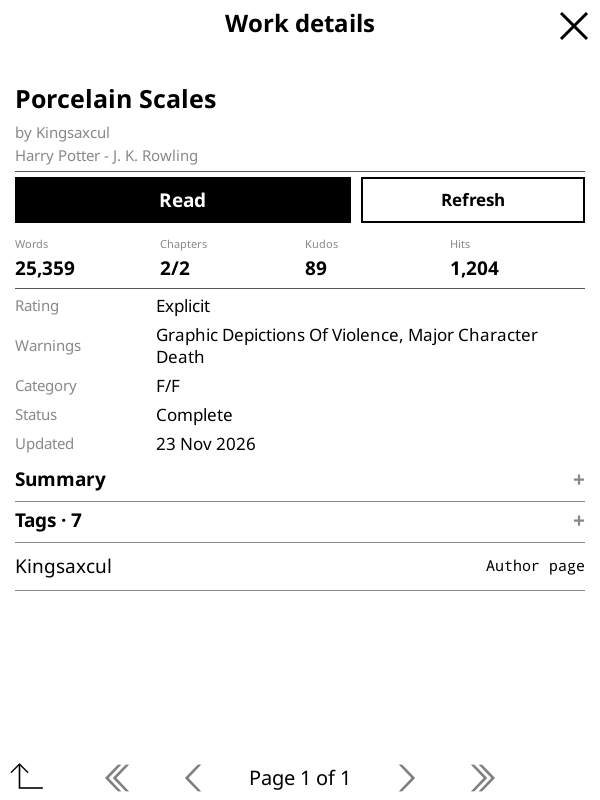 Work details
Porcelain Scales
by Kingsaxcul
Harry Potter - J. K. Rowling
Read
Refresh
Words
Chapters
Kudos
Hits
25,359
2/2
89
1,204
Rating
Explicit
Warnings
Graphic Depictions Of Violence, Major Character
Death
Category
F/F
Status
Complete
Updated
23 Nov 2026
Summary
+
Tags · 7
+
Kingsaxcul
Author page
Page 1 of 1